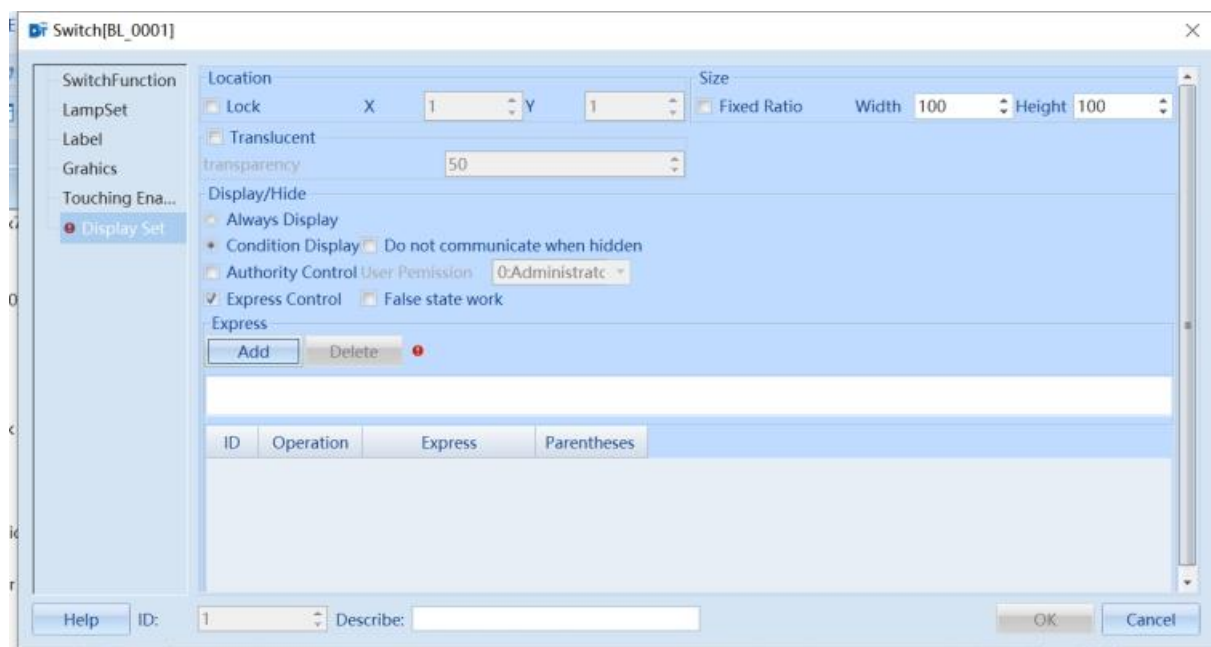 Switch[BL_0001]
SwitchFunction
LampSet
Label
Grahics
Touching Ena...
Display Set
Location
Lock X 1 Y 1
Size
Fixed Ratio Width 100 Height 100
Translucent
transparency 50
Display/Hide
Always Display
Condition Display Do not communicate when hidden
Authority Control User Pemission 0:Administratc
Express Control False state work
Express
Add Delete
ID Operation Express Parentheses
Help ID: 1 Describe: OK Cancel